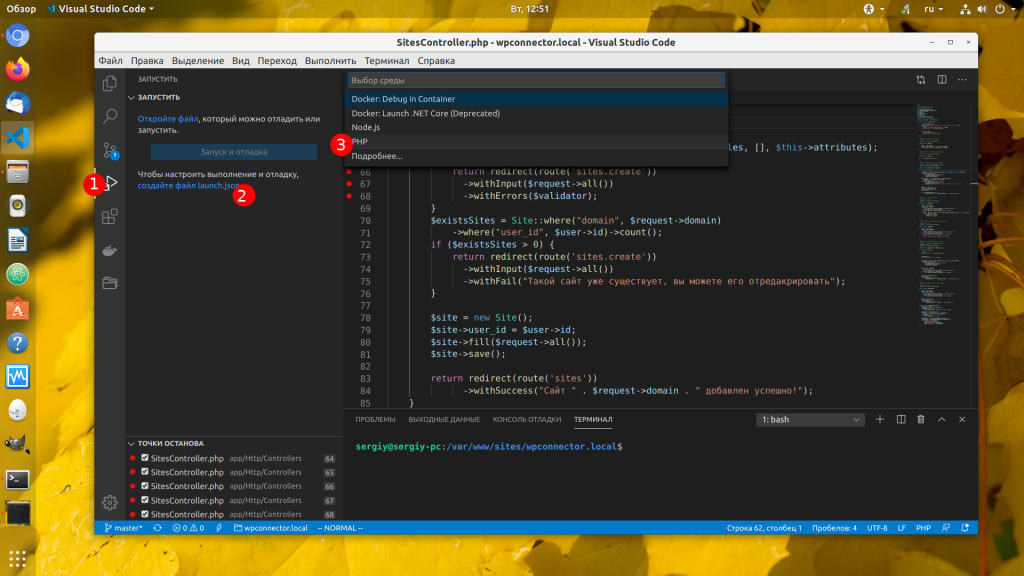 Обзор
Visual Studio Code
Вт, 12:51
ru
SitesController.php - wpconnector.local - Visual Studio Code
Файл Правка Выделение Вид Переход Выполнить Терминал Справка
ЗАПУСТИТЬ
ЗАПУСТИТЬ
Откройте файл, который можно отладить или
запустить.
Запуск и отладка
Чтобы настроить выполнение и отладку,
создайте файл launch.json
1
2
3
1
Выбор среды
Docker: Debug in Container
Docker: Launch .NET Core (Deprecated)
Node.js
PHP
Подробнее...
es, [], $this->attributes);
66 return redirect(route('sites.create'))
67 ->withInput($request->all())
68 ->withErrors($validator);
69 }
70 $existsSites = Site::where("domain", $request->domain)
71 ->where("user_id", $user->id)->count();
72 if ($existsSites > 0) {
73 return redirect(route('sites.create'))
74 ->withInput($request->all())
75 ->withFail("Такой сайт уже существует, вы можете его отредакрировать");
76 }
77
78 $site = new Site();
79 $site->user_id = $user->id;
80 $site->fill($request->all());
81 $site->save();
82
83 return redirect(route('sites'))
84 ->withSuccess("Сайт " . $request->domain . " добавлен успешно!");
85 }
ПРОБЛЕМЫ ВЫХОДНЫЕ ДАННЫЕ КОНСОЛЬ ОТЛАДКИ ТЕРМИНАЛ
1: bash
sergiy@sergiy-pc:/var/www/sites/wpconnector.local$
ТОЧКИ ОСТАНОВА
SitesController.php app/Http/Controllers 64
SitesController.php app/Http/Controllers 65
SitesController.php app/Http/Controllers 66
SitesController.php app/Http/Controllers 67
SitesController.php app/Http/Controllers 68
master* 0 0 wpconnector.local -- NORMAL --
Строка 62, столбец 1 Пробелов: 4 UTF-8 LF PHP